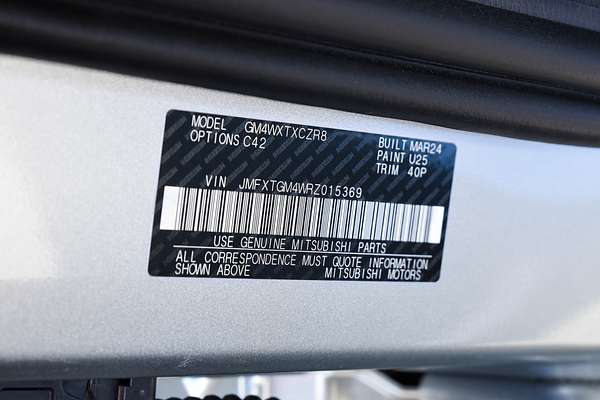 MODEL GM4WXTXCZR8
OPTIONS C42
BUILT MAR24
PAINT U25
TRIM 40P
VIN JMFXTGM4WRZ015369
USE GENUINE MITSUBISHI PARTS
ALL CORRESPONDENCE MUST QUOTE INFORMATION
SHOWN ABOVE MITSUBISHI MOTORS